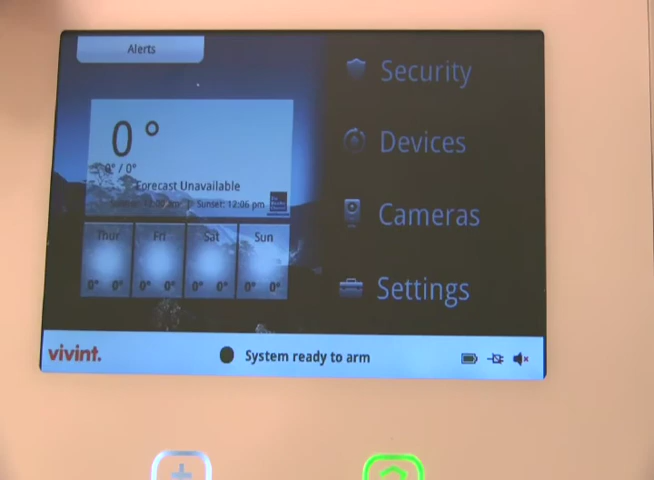 Alerts
Security
0°
0° / 0°
Forecast Unavailable
Sunset: 12:06 pm
Devices
Cameras
Thur Fri Sat Sun
0° 0° 0° 0° 0° 0° 0° 0°
Settings
vivint.
System ready to arm